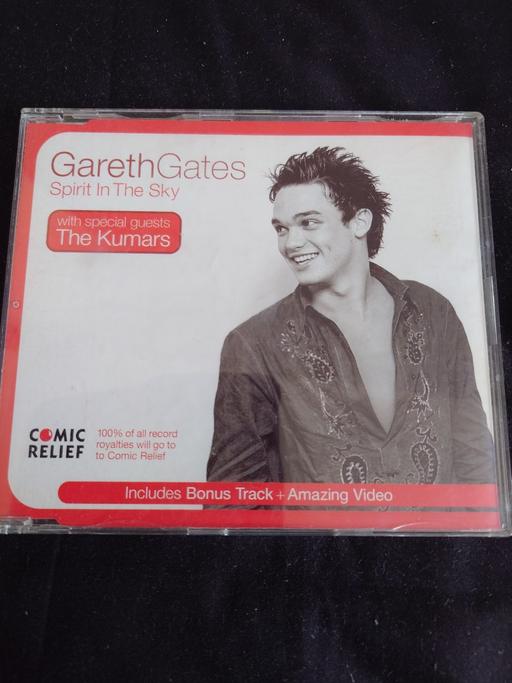 GarethGates
Spirit In The Sky
with special guests
The Kumars
COMIC
RELIEF
100% of all record
royalties will go to
to Comic Relief
Includes Bonus Track + Amazing Video